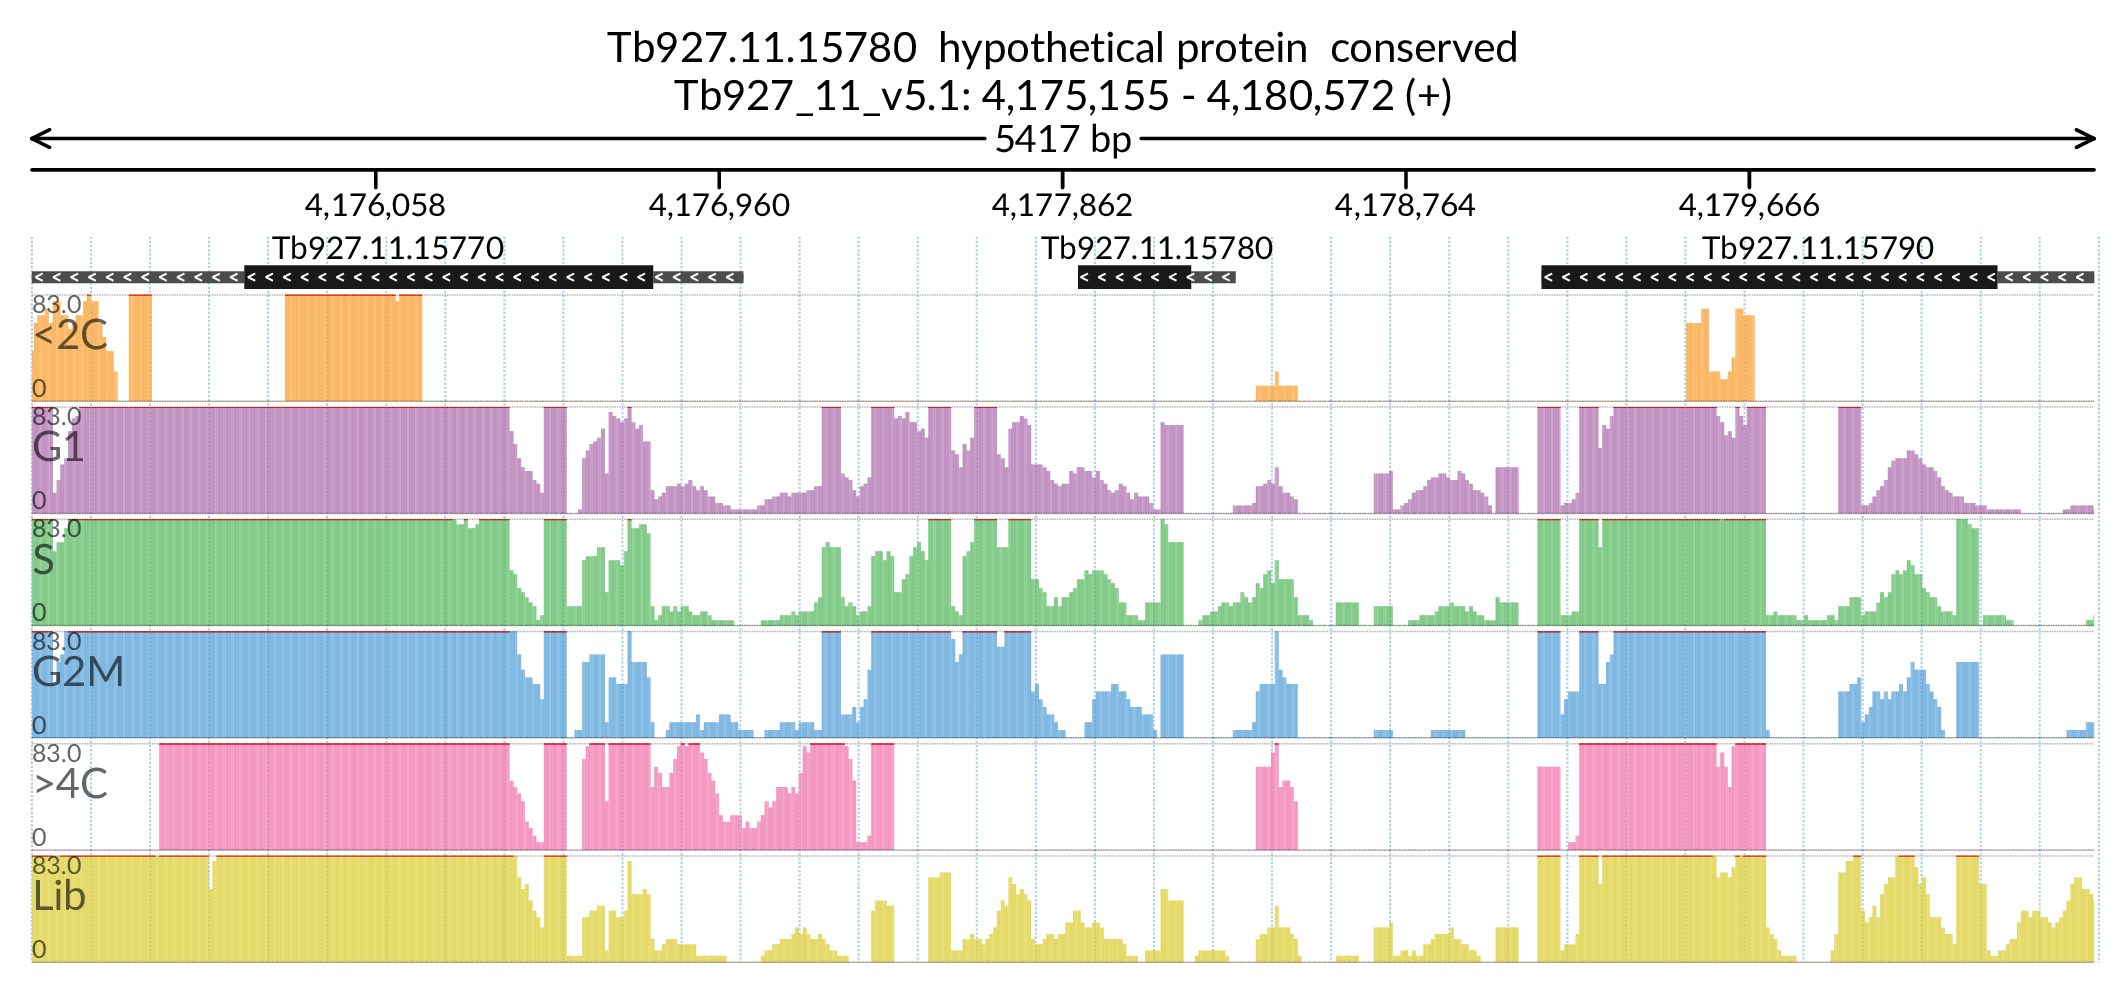 Tb927.11.15780 hypothetical protein conserved
Tb927_11_v5.1: 4,175,155 - 4,180,572 (+)
5417 bp
4,176,058 4,176,960 4,177,862 4,178,764 4,179,666
Tb927.11.15770 Tb927.11.15780 Tb927.11.15790
83.0
<2C
0
83.0
G1
0
83.0
S
0
83.0
G2M
0
83.0
>4C
0
83.0
Lib
0